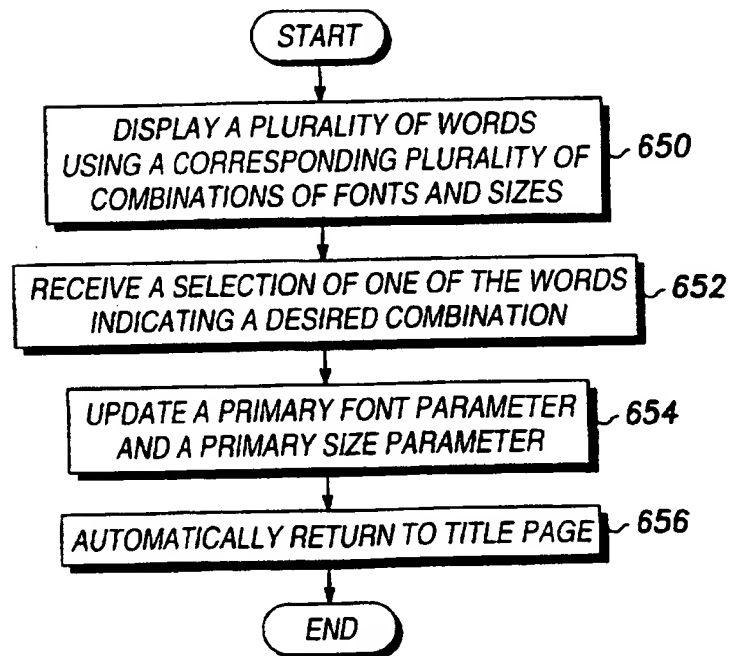 START
DISPLAY A PLURALITY OF WORDS
USING A CORRESPONDING PLURALITY OF
COMBINATIONS OF FONTS AND SIZES
650
RECEIVE A SELECTION OF ONE OF THE WORDS
INDICATING A DESIRED COMBINATION
652
UPDATE A PRIMARY FONT PARAMETER
AND A PRIMARY SIZE PARAMETER
654
AUTOMATICALLY RETURN TO TITLE PAGE
656
END